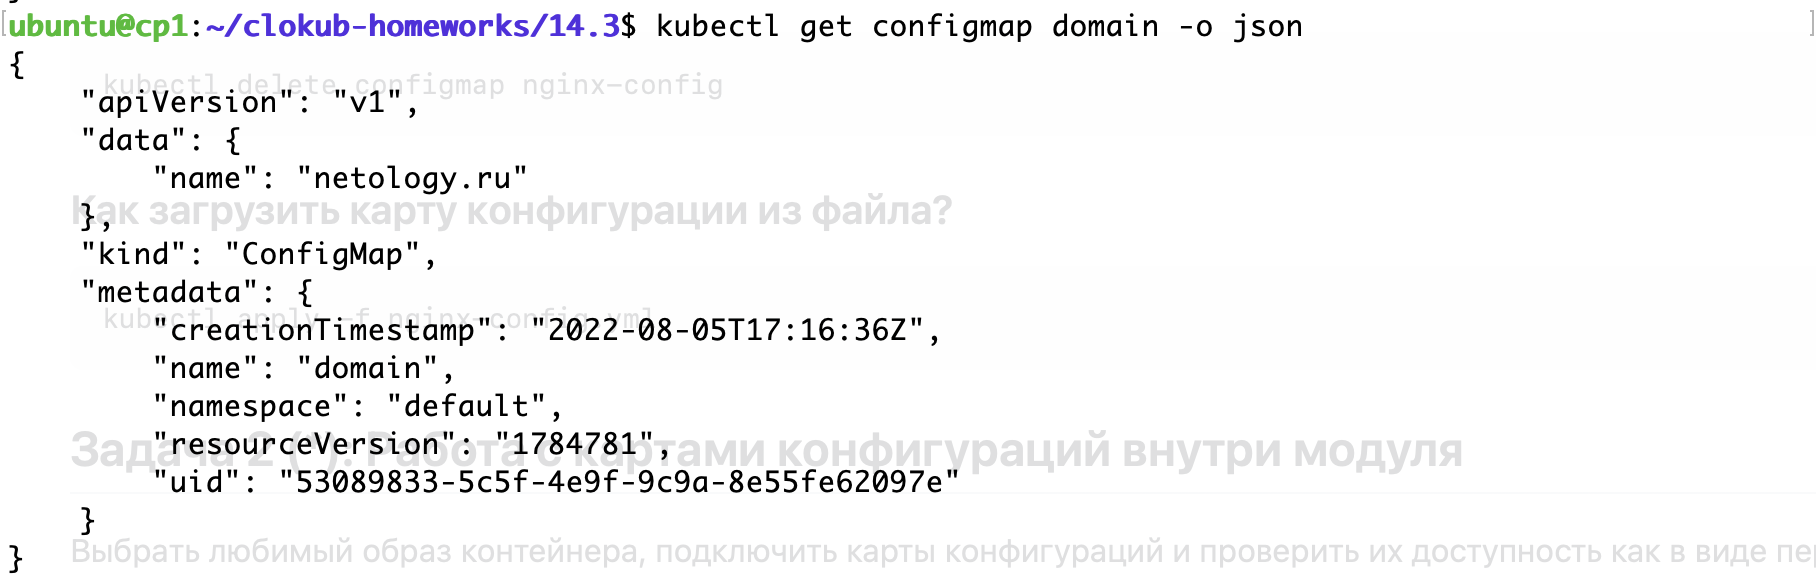 ubuntu@cp1:~/clokub-homeworks/14.3$ kubectl get configmap domain -o json
{
kubectl delete configmap nginx-config
    "apiVersion": "v1",
    "data": {
        "name": "netology.ru"
Как загрузить карту конфигурации из файла?
    },
    "kind": "ConfigMap",
    "metadata": {
kubectl apply -f nginx-config.yml
        "creationTimestamp": "2022-08-05T17:16:36Z",
        "name": "domain",
        "namespace": "default",
        "resourceVersion": "1784781",
Задача 2 (*): Работа с картами конфигураций внутри модуля
        "uid": "53089833-5c5f-4e9f-9c9a-8e55fe62097e"
    }
Выбрать любимый образ контейнера, подключить карты конфигураций и проверить их доступность как в виде пе
}